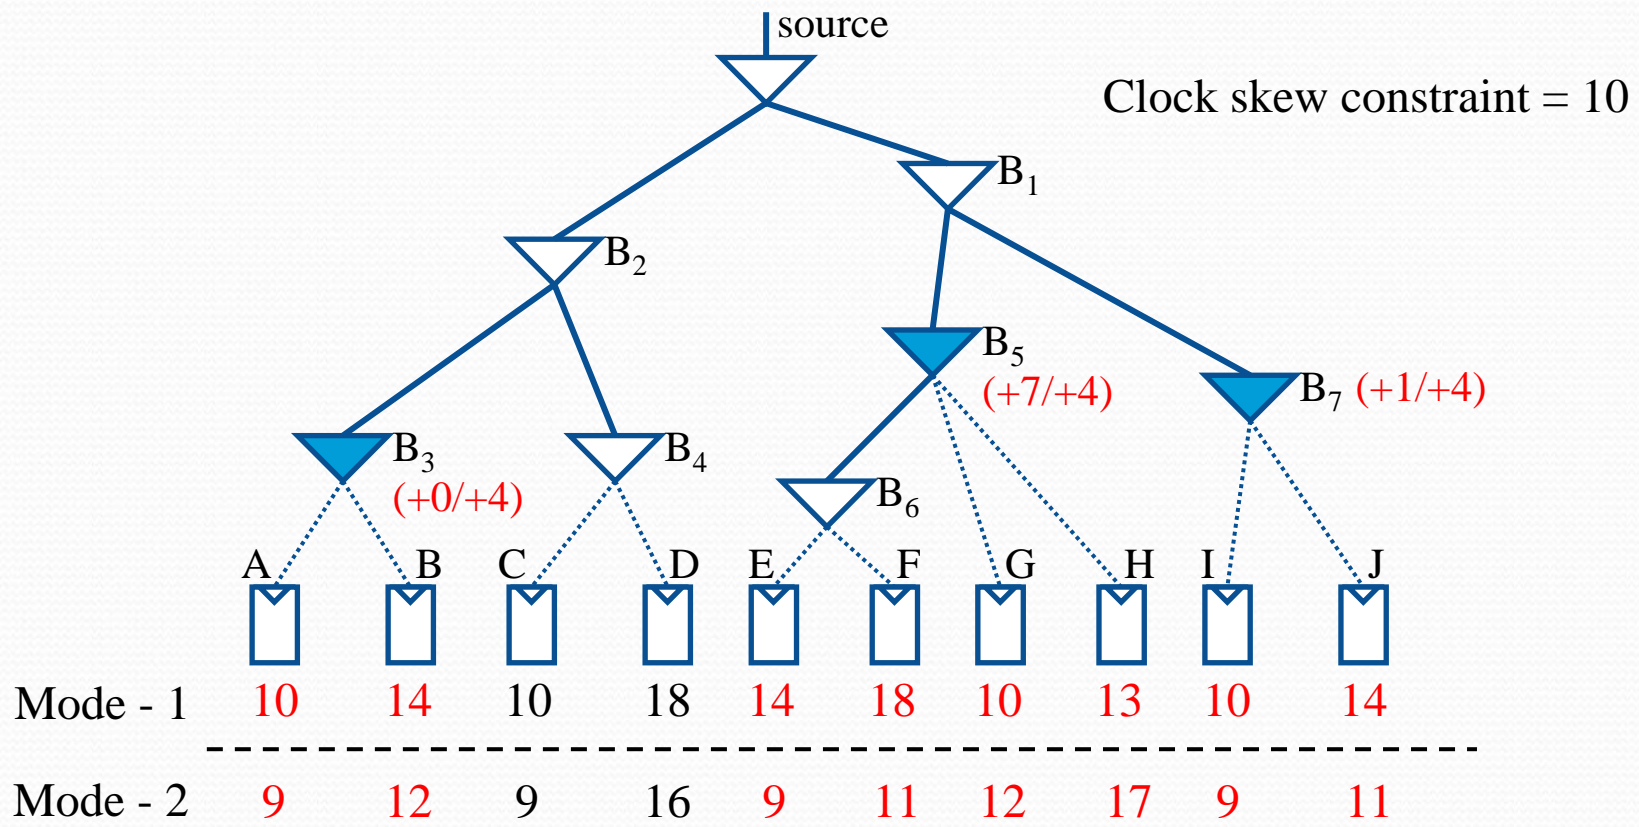 source
Clock skew constraint = 10
B1
B2
B5
(+7/+4)
B7 (+1/+4)
B3
(+0/+4)
B4
B6
A B C D E F G H I J
Mode - 1 10 14 10 18 14 18 10 13 10 14
Mode - 2 9 12 9 16 9 11 12 17 9 11